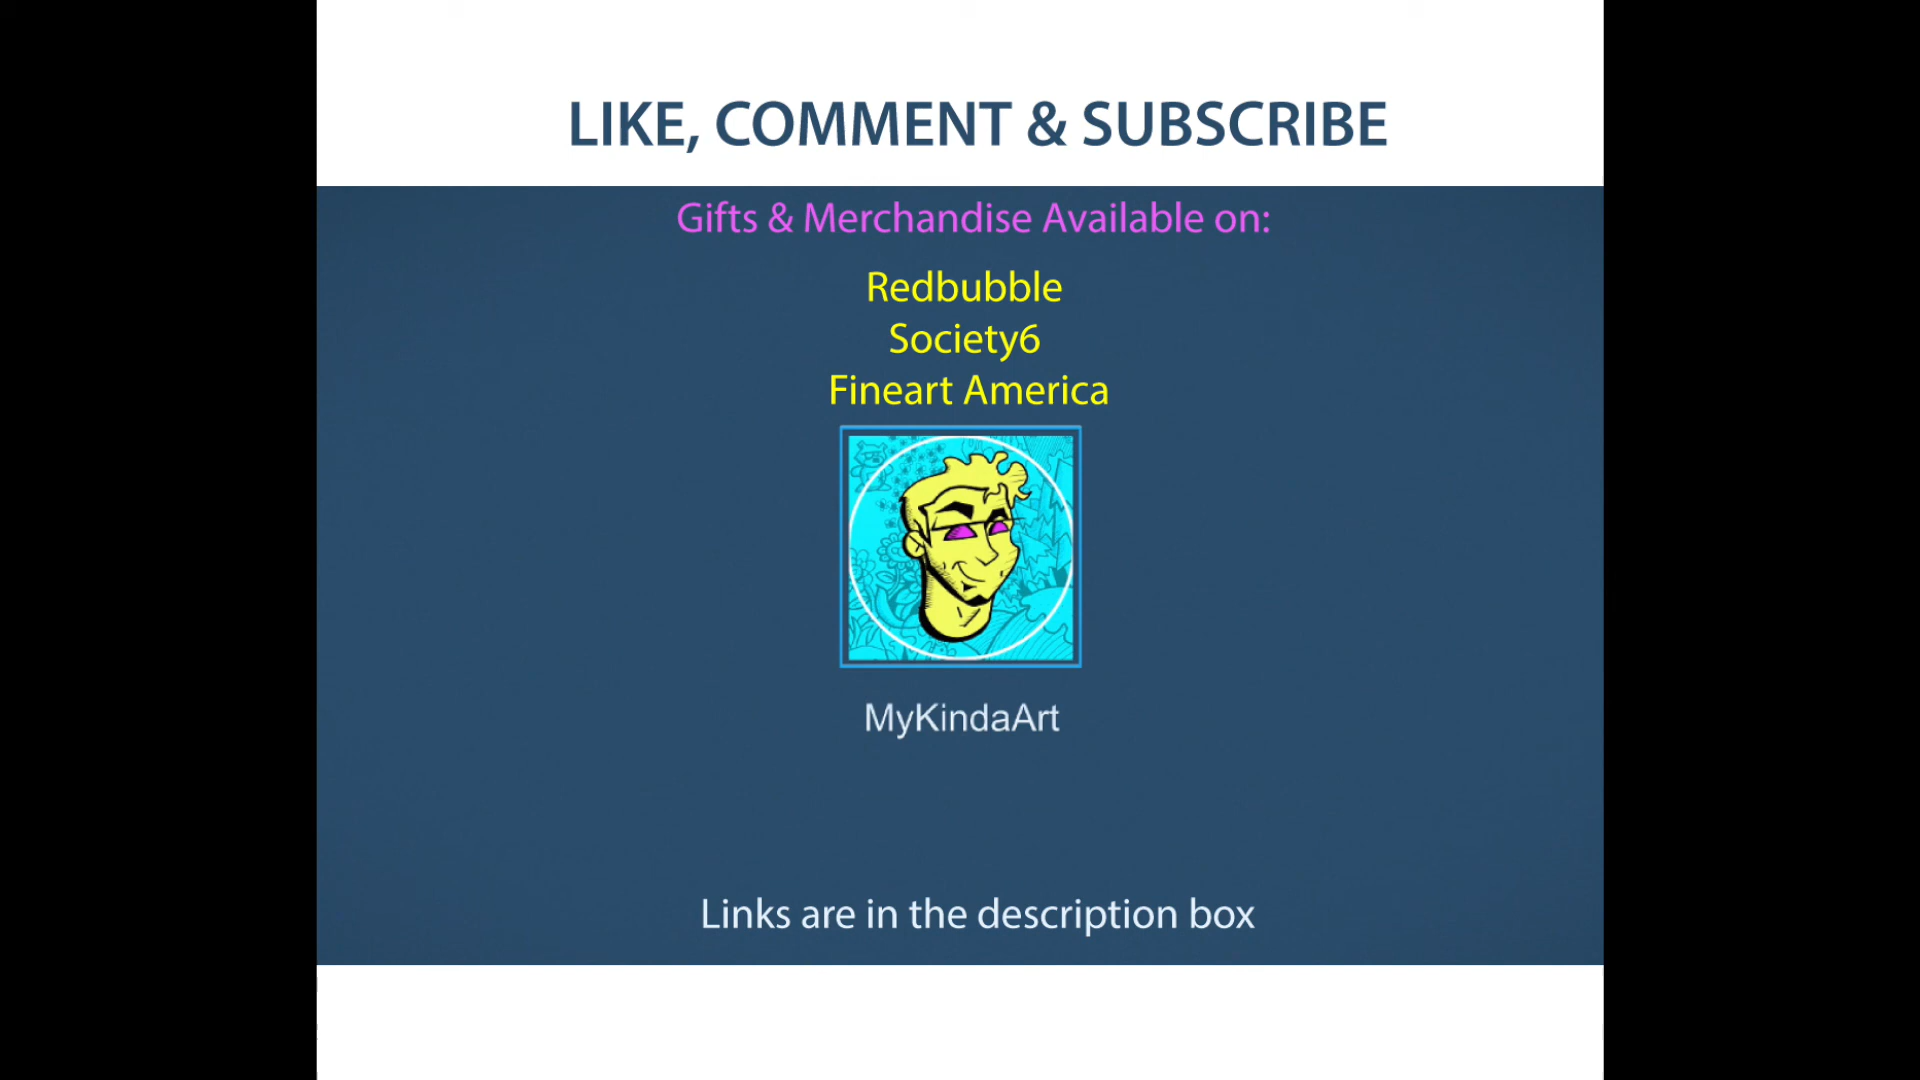 LIKE, COMMENT & SUBSCRIBE
Gifts & Merchandise Available on:
Redbubble
Society6
Fineart America
MyKindaArt
Links are in the description box